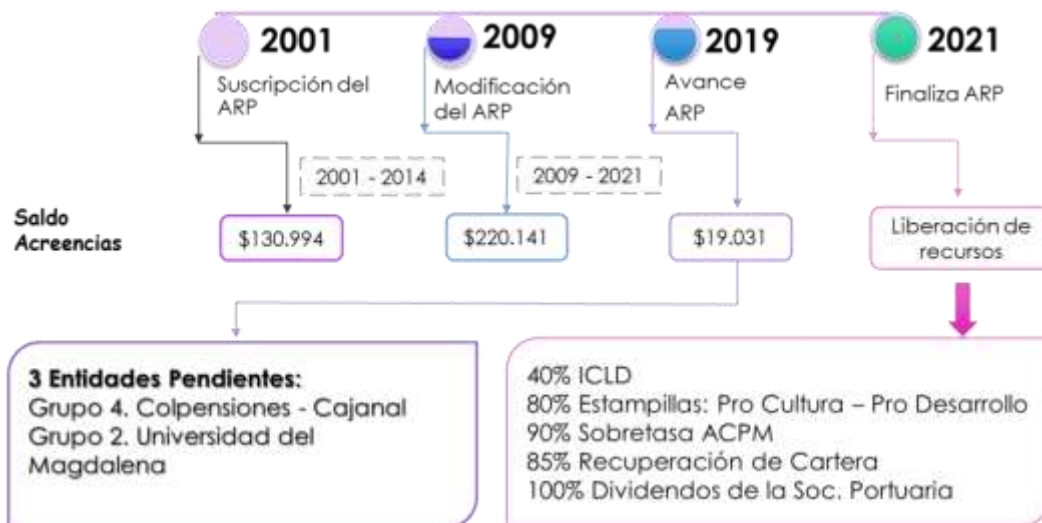 2001
Suscripción del
ARP
2009
Modificación
del ARP
2019
Avance
ARP
2021
Finaliza ARP
2001 - 2014
2009 - 2021
Saldo
Acreencias
$130.994
$220.141
$19.031
Liberación de
recursos
3 Entidades Pendientes:
Grupo 4. Colpensiones - Cajanal
Grupo 2. Universidad del
Magdalena
40% ICLD
80% Estampillas: Pro Cultura – Pro Desarrollo
90% Sobretasa ACPM
85% Recuperación de Cartera
100% Dividendos de la Soc. Portuaria